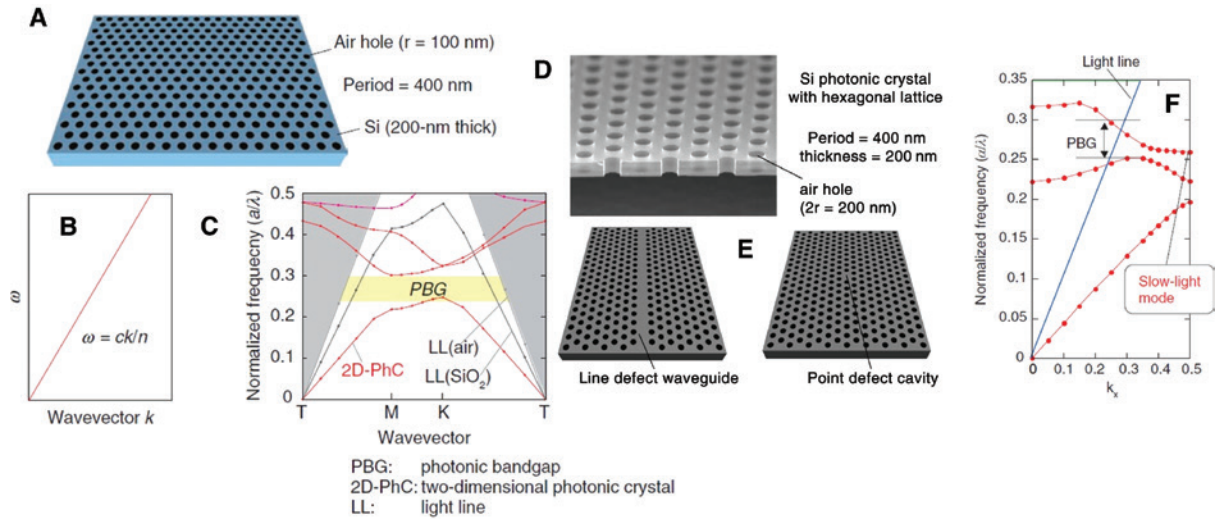 A
Air hole (r = 100 nm)
Period = 400 nm
Si (200-nm thick)
B
ω
ω = ck/n
Wavevector k
C
Normalized frequecny (a/λ)
0.5
0.4
0.3
0.2
0.1
0
PBG
2D-PhC
LL(air)
LL(SiO₂)
T
M
K
T
Wavevector
PBG: photonic bandgap
2D-PhC: two-dimensional photonic crystal
LL: light line
D
Si photonic crystal
with hexagonal lattice
Period = 400 nm
thickness = 200 nm
air hole
(2r = 200 nm)
E
Line defect waveguide
Point defect cavity
Light line
F
Normalized frequency (a/λ)
0.35
0.3
0.25
0.2
0.15
0.1
0.05
0
PBG
Slow-light
mode
0.0 0.1 0.2 0.3 0.4 0.5
kₓ